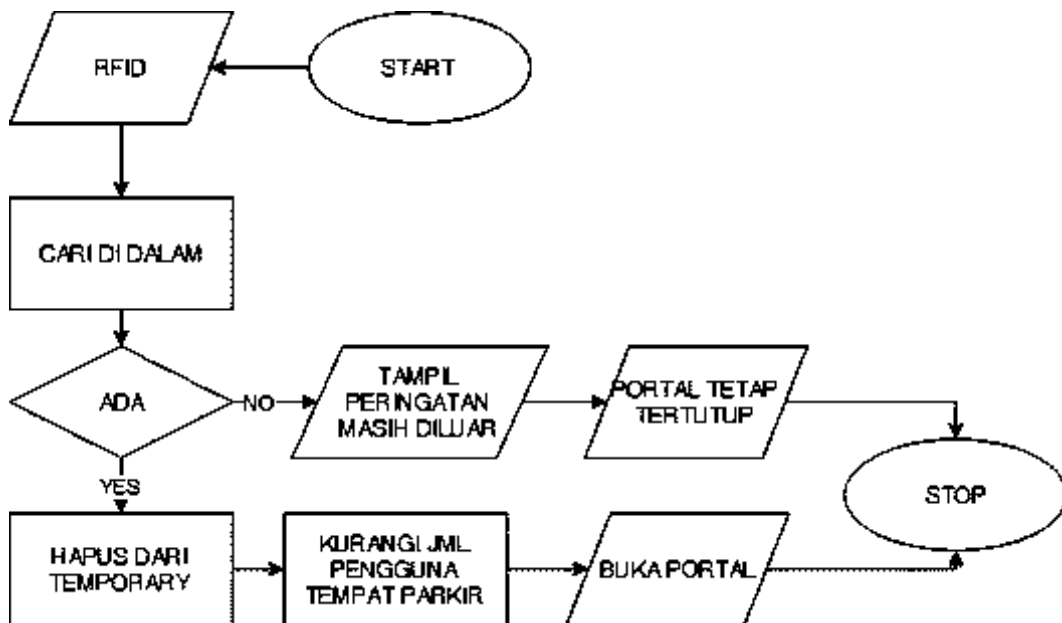 RFID
START
CARI DI DALAM
ADA
NO
TAMPIL
PERINGATAN
MASIH DILUAR
PORTAL TETAP
TERTUTUP
STOP
YES
HAPUS DARI
TEMPORARY
KURANGI JML
PENGGUNA
TEMPAT PARKIR
BUKA PORTAL